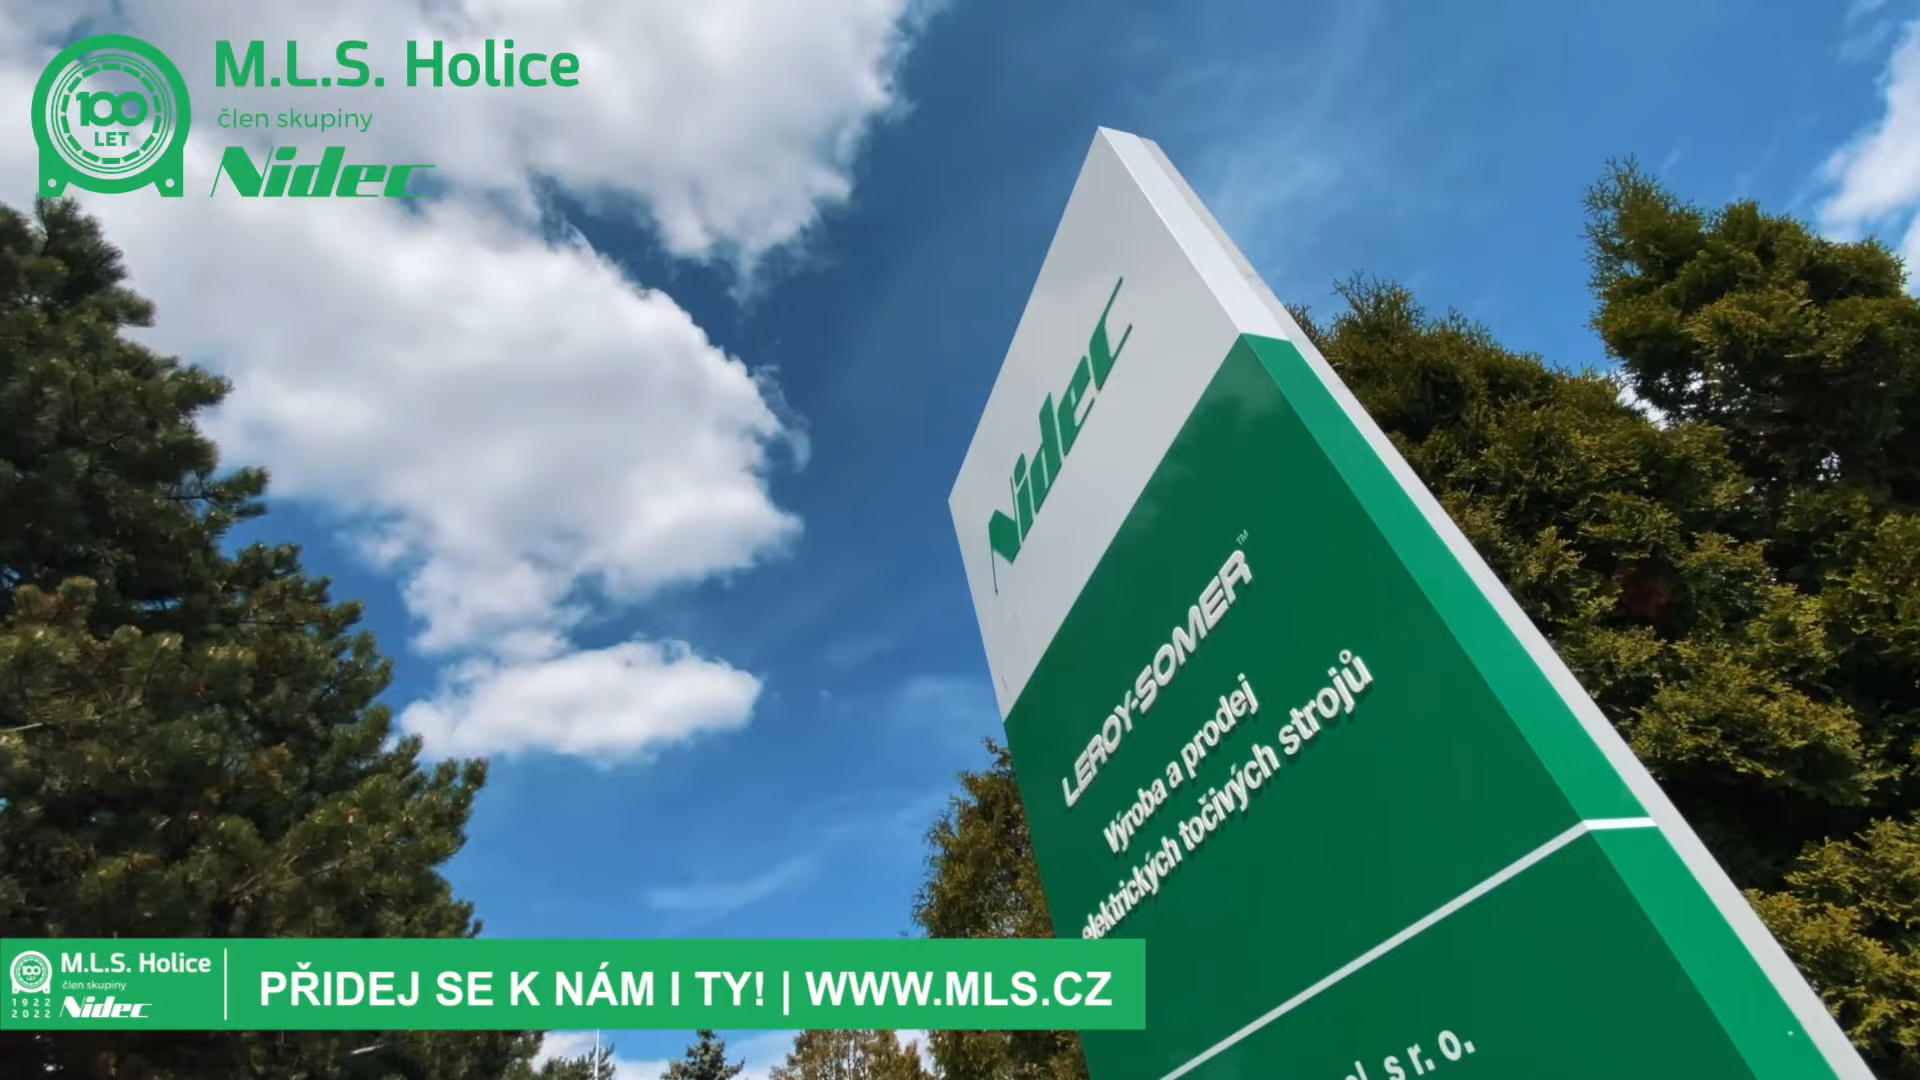 100
LET
M.L.S. Holice
člen skupiny
Nidec
Nidec
LEROY-SOMER™
Výroba a prodej
elektrických točivých strojů
s r. o.
100
1922
2022
M.L.S. Holice
člen skupiny
Nidec
PŘIDEJ SE K NÁM I TY! | WWW.MLS.CZ